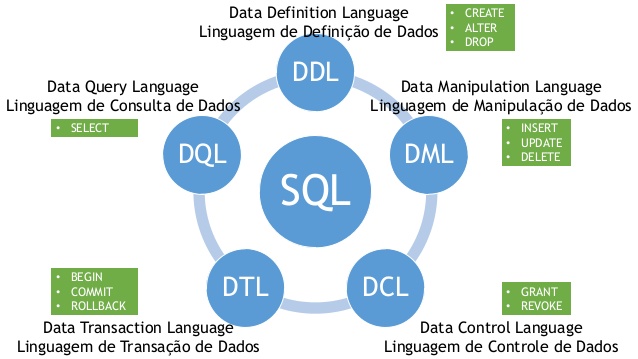 Data Definition Language
Linguagem de Definição de Dados
• CREATE
• ALTER
• DROP
DDL
Data Query Language
Linguagem de Consulta de Dados
• SELECT
DQL
Data Manipulation Language
Linguagem de Manipulação de Dados
• INSERT
• UPDATE
• DELETE
DML
SQL
• BEGIN
• COMMIT
• ROLLBACK
DTL
Data Transaction Language
Linguagem de Transação de Dados
DCL
• GRANT
• REVOKE
Data Control Language
Linguagem de Controle de Dados